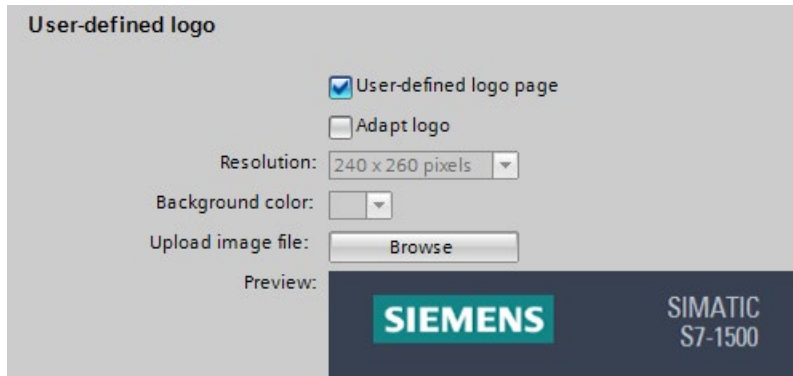 User-defined logo
User-defined logo page
Adapt logo
Resolution: 240 x 260 pixels
Background color:
Upload image file: Browse
Preview:
SIEMENS SIMATIC
S7-1500